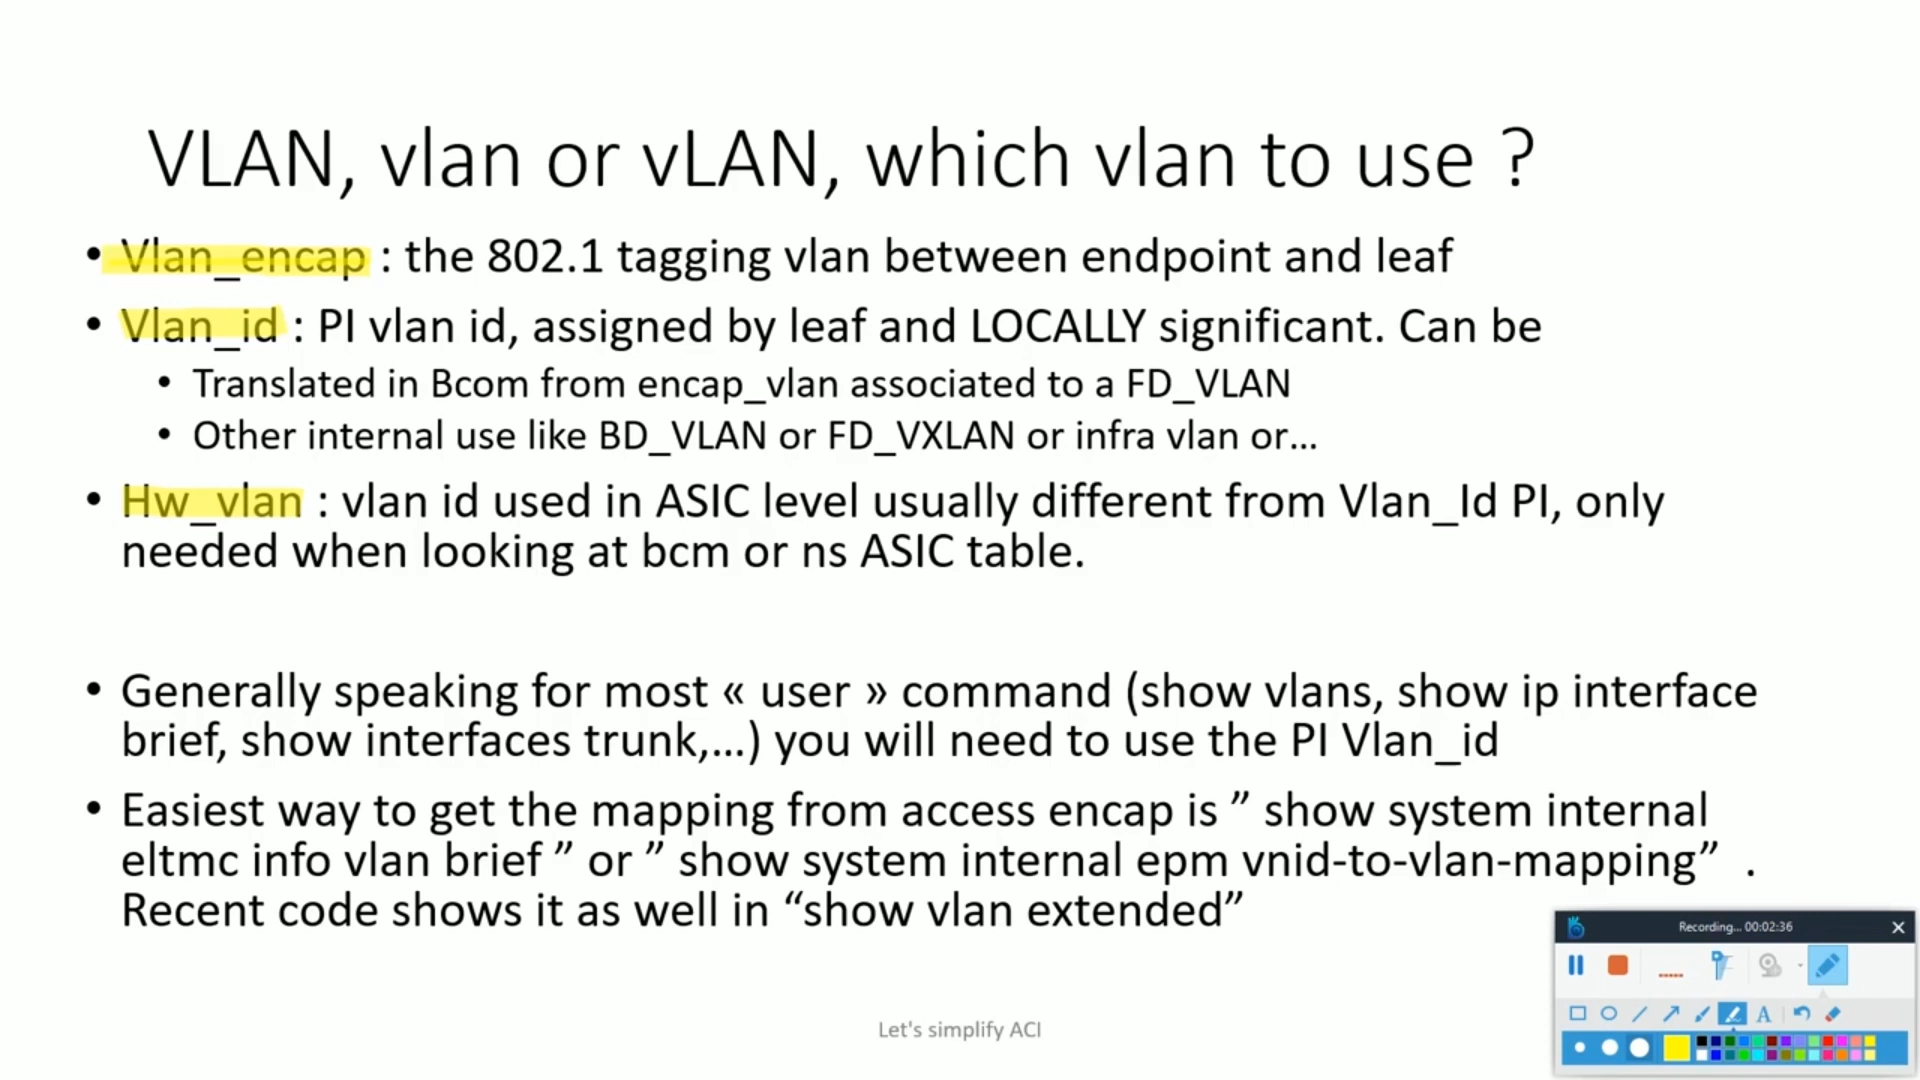 VLAN, vlan or vLAN, which vlan to use ?
• Vlan_encap : the 802.1 tagging vlan between endpoint and leaf
• Vlan_id : PI vlan id, assigned by leaf and LOCALLY significant. Can be
• Translated in Bcom from encap_vlan associated to a FD_VLAN
• Other internal use like BD_VLAN or FD_VXLAN or infra vlan or...
• Hw_vlan : vlan id used in ASIC level usually different from Vlan_Id PI, only
needed when looking at bcm or ns ASIC table.
• Generally speaking for most « user » command (show vlans, show ip interface
brief, show interfaces trunk,...) you will need to use the PI Vlan_id
• Easiest way to get the mapping from access encap is ” show system internal
eltmc info vlan brief ” or ” show system internal epm vnid-to-vlan-mapping” .
Recent code shows it as well in “show vlan extended”
Recording... 00:02:36
A
Let's simplify ACI